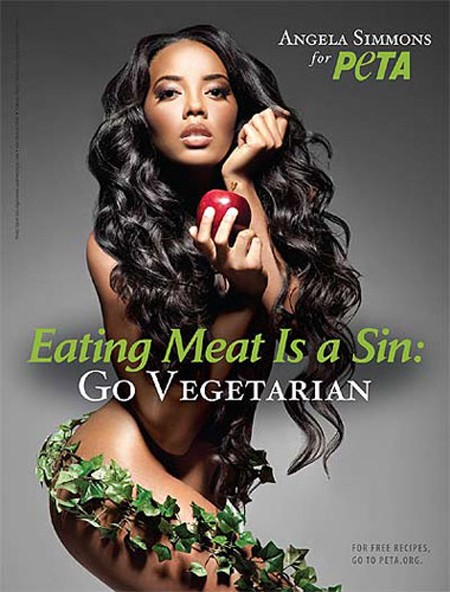 ANGELA SIMMONS
for PETA
Eating Meat Is a Sin:
GO VEGETARIAN
FOR FREE RECIPES,
GO TO PETA.ORG.